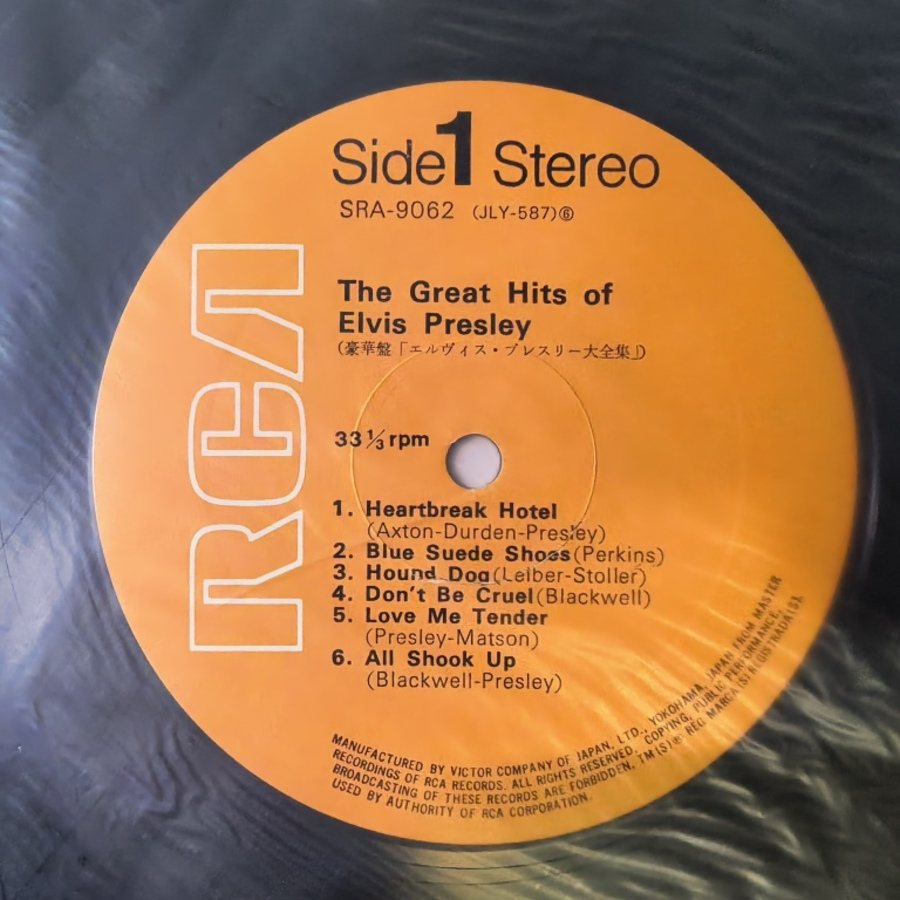 Side 1 Stereo
SRA-9062 (JLY-587)⑥
RCA
The Great Hits of
Elvis Presley
(豪華盤「エルヴィス・プレスリー大全集」)
33⅓rpm
1. Heartbreak Hotel
(Axton-Durden-Presley)
2. Blue Suede Shoes(Perkins)
3. Hound Dog(Leiber-Stoller)
4. Don't Be Cruel(Blackwell)
5. Love Me Tender
(Presley-Matson)
6. All Shook Up
(Blackwell-Presley)
MANUFACTURED BY VICTOR COMPANY OF JAPAN, LTD., YOKOHAMA, JAPAN FROM MASTER
RECORDINGS OF RCA RECORDS. ALL RIGHTS RESERVED. COPYING, PUBLIC PERFORMANCE,
BROADCASTING OF THESE RECORDS ARE FORBIDDEN, TM(S)® REG MARCA(S) REGISTRADA(S).
USED BY AUTHORITY OF RCA CORPORATION.